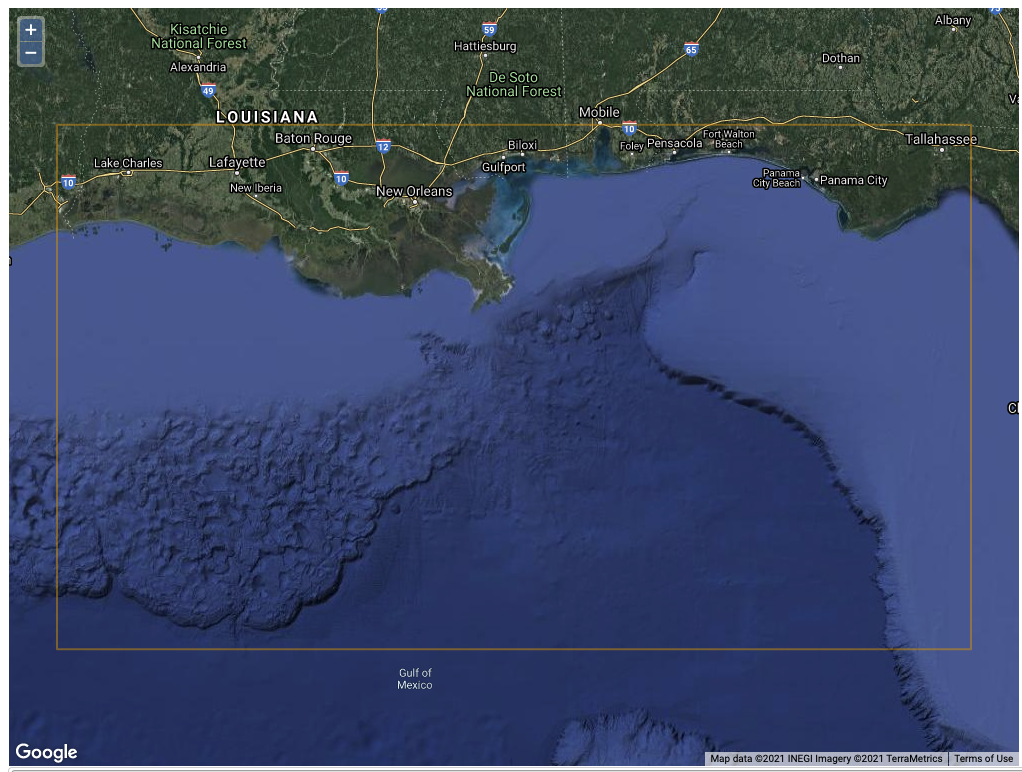 59
Albany
Kisatchie
National Forest
Hattiesburg
65
Dothan
Alexandria
De Soto
National Forest
49
LOUISIANA
Mobile
10
Baton Rouge
12
Biloxi
Foley
Pensacola
Fort Walton
Beach
Tallahassee
Lake Charles
Lafayette
Gulfport
10
10
New Iberia
New Orleans
Panama
City Beach
Panama City
Gulf of
Mexico
Google
Map data ©2021 INEGI Imagery ©2021 TerraMetrics
Terms of Use